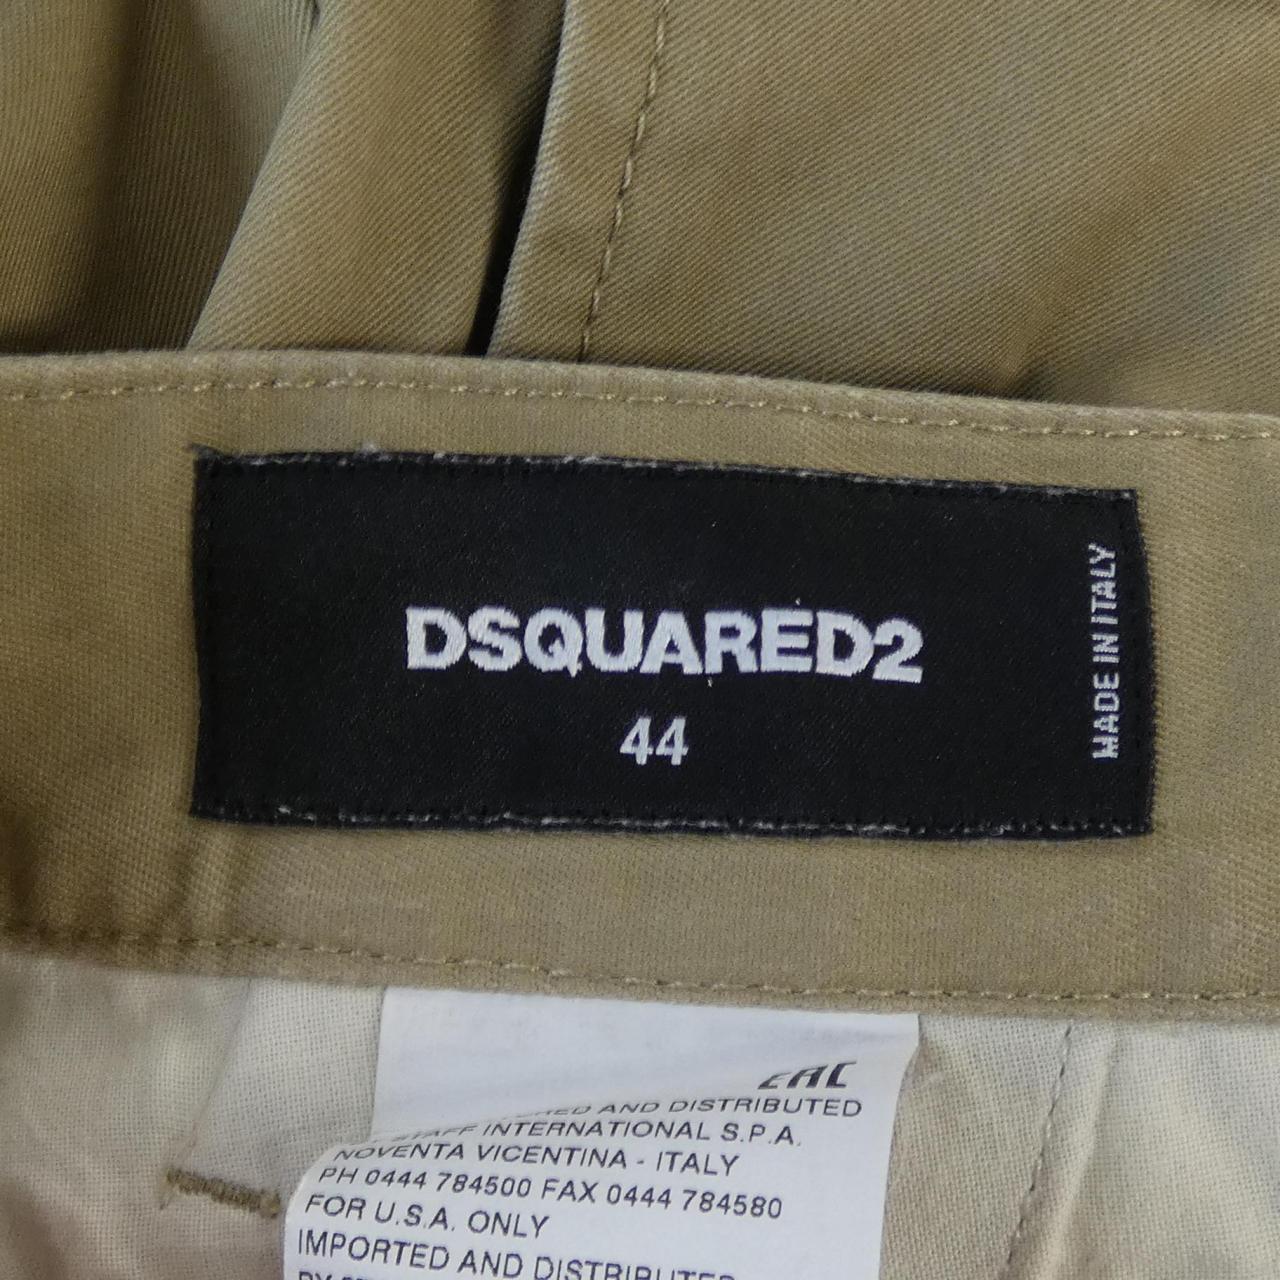 DSQUARED2
44
MADE IN ITALY
EAC
AND DISTRIBUTED
STAFF INTERNATIONAL S.P.A.
NOVENTA VICENTINA - ITALY
PH 0444 784500 FAX 0444 784580
FOR U.S.A. ONLY
IMPORTED AND DISTRIBUTED